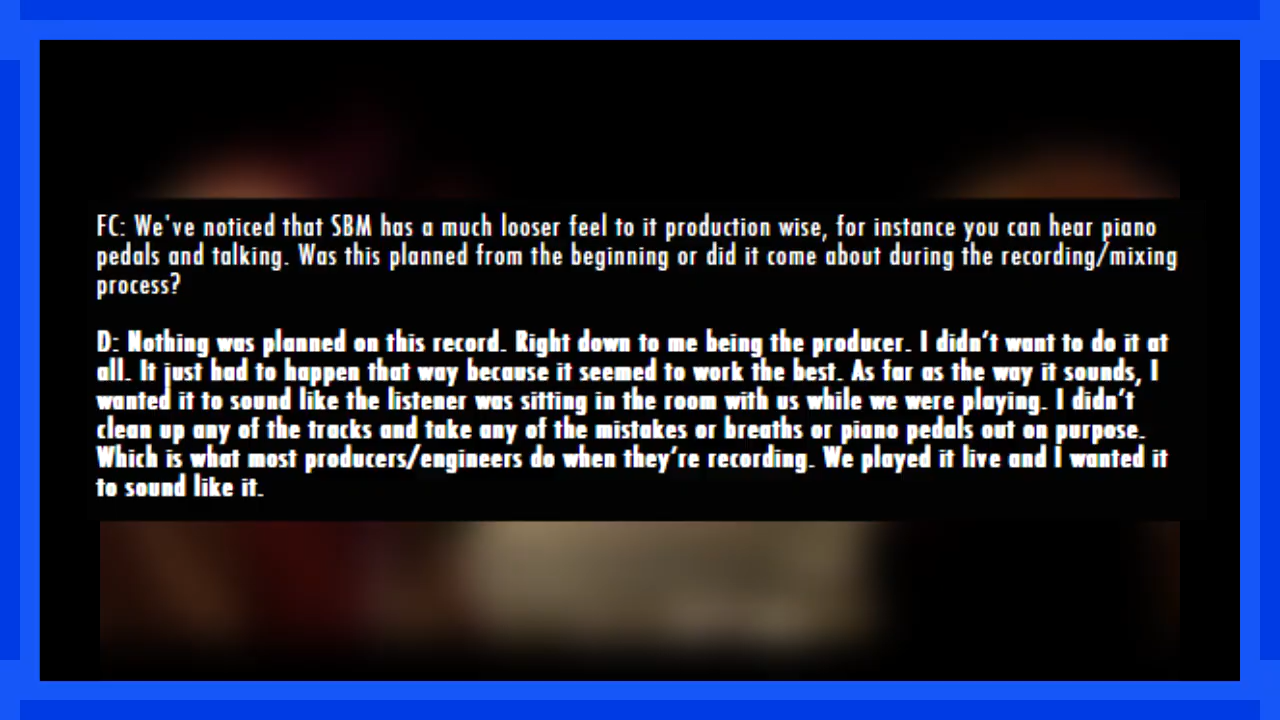 FC: We've noticed that SBM has a much looser feel to it production wise, for instance you can hear piano
pedals and talking. Was this planned from the beginning or did it come about during the recording/mixing
process?
D: Nothing was planned on this record. Right down to me being the producer. I didn’t want to do it at
all. It just had to happen that way because it seemed to work the best. As far as the way it sounds, I
wanted it to sound like the listener was sitting in the room with us while we were playing. I didn’t
clean up any of the tracks and take any of the mistakes or breaths or piano pedals out on purpose.
Which is what most producers/engineers do when they’re recording. We played it live and I wanted it
to sound like it.